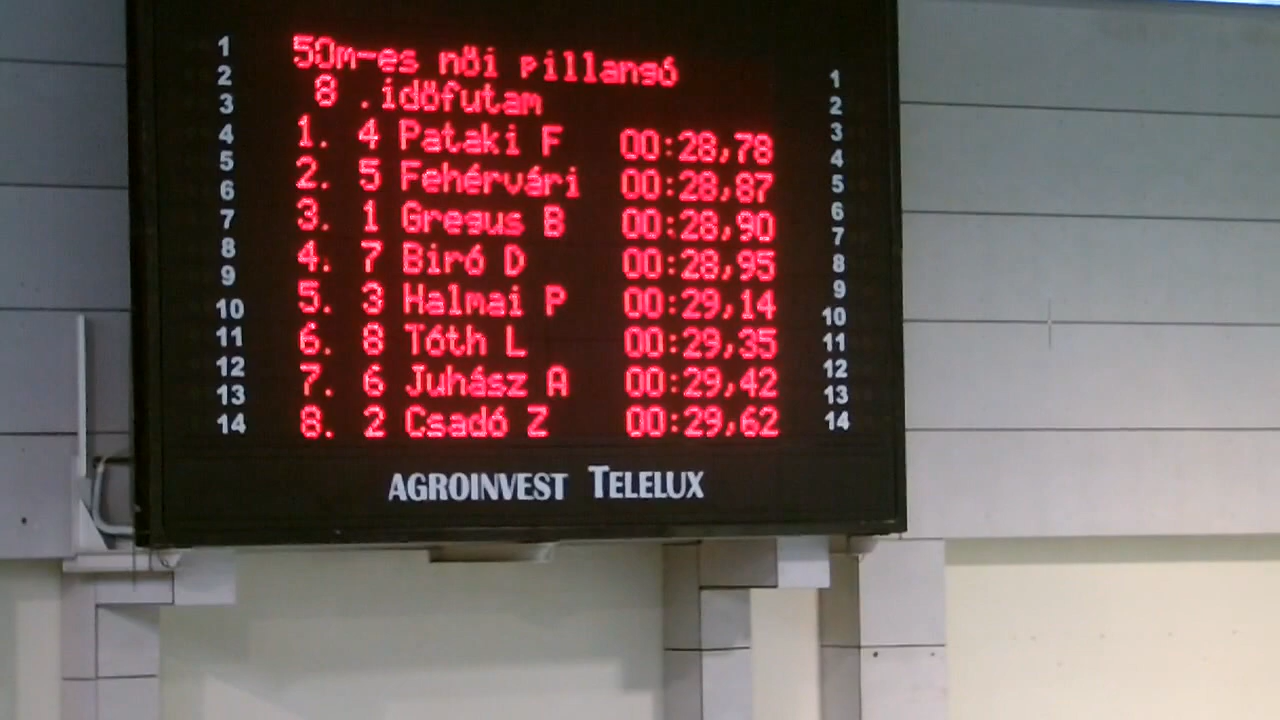 50m-es női pillangó
8 .időfutam
1. 4 Pataki F 00:28,78
2. 5 Fehérvári 00:28,87
3. 1 Gregus B 00:28,90
4. 7 Biró D 00:28,95
5. 3 Halmai P 00:29,14
6. 8 Tóth L 00:29,35
7. 6 Juhász A 00:29,42
8. 2 Csadó Z 00:29,62
1
2
3
4
5
6
7
8
9
10
11
12
13
14
1
2
3
4
5
6
7
8
9
10
11
12
13
14
AGROINVEST TELELUX